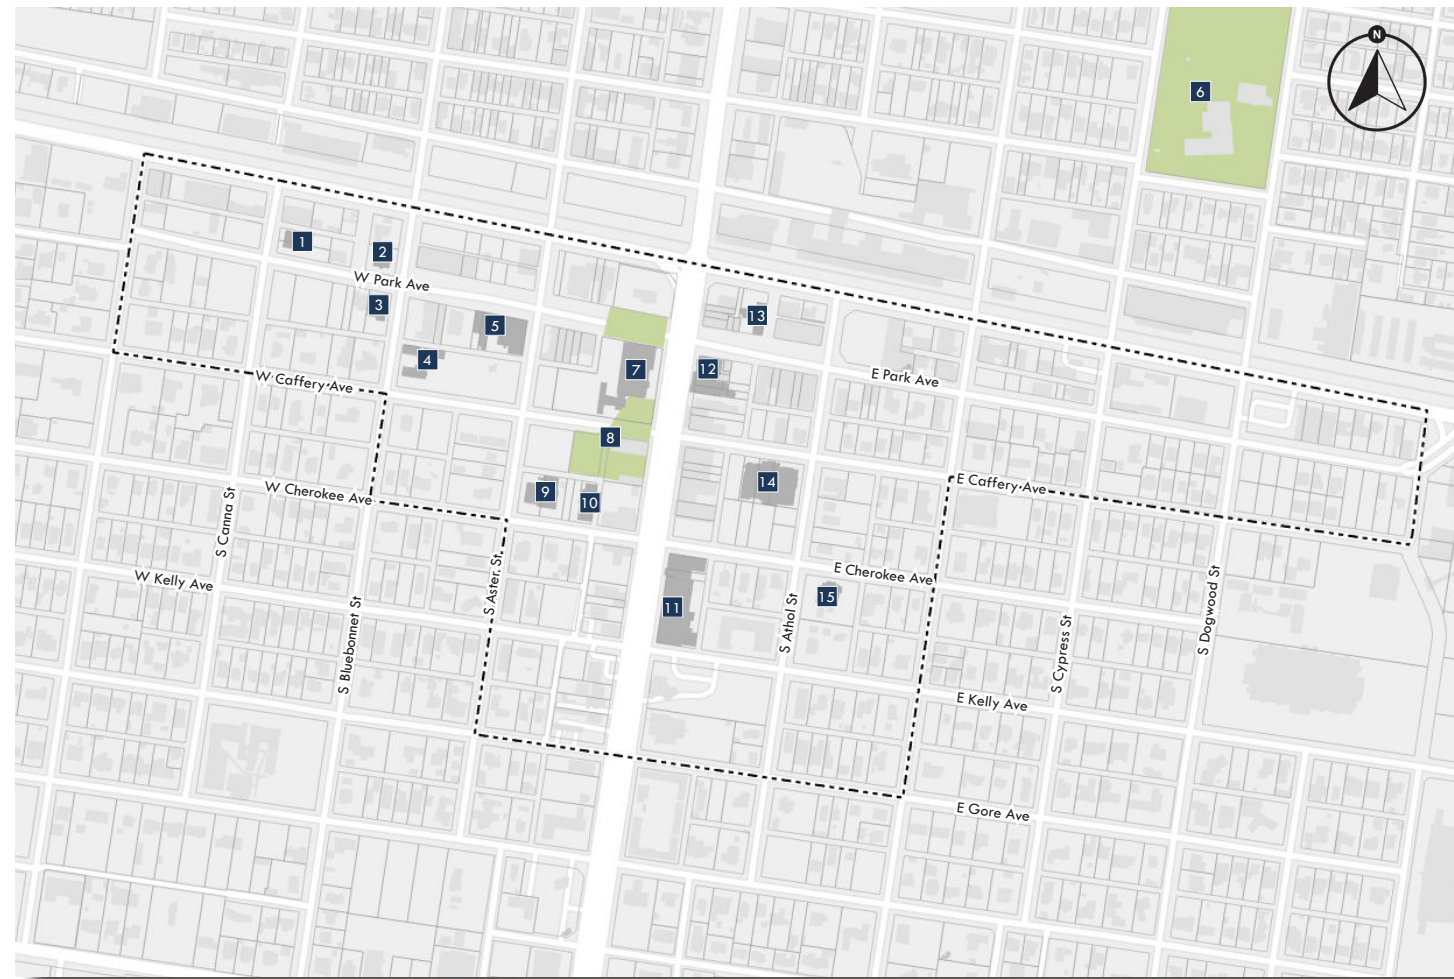 N
6
1
2
W Park Ave
3
13
5
4
7
12
W Caffery Ave
E Park Ave
8
14
E Caffery Ave
W Cherokee Ave
9
10
S Canna St
W Kelly Ave
S Aster. St.
E Cherokee Ave
11
15
S Athol St
S Bluebonnet St
S Cypress St
S Dogwood St
E Kelly Ave
E Gore Ave